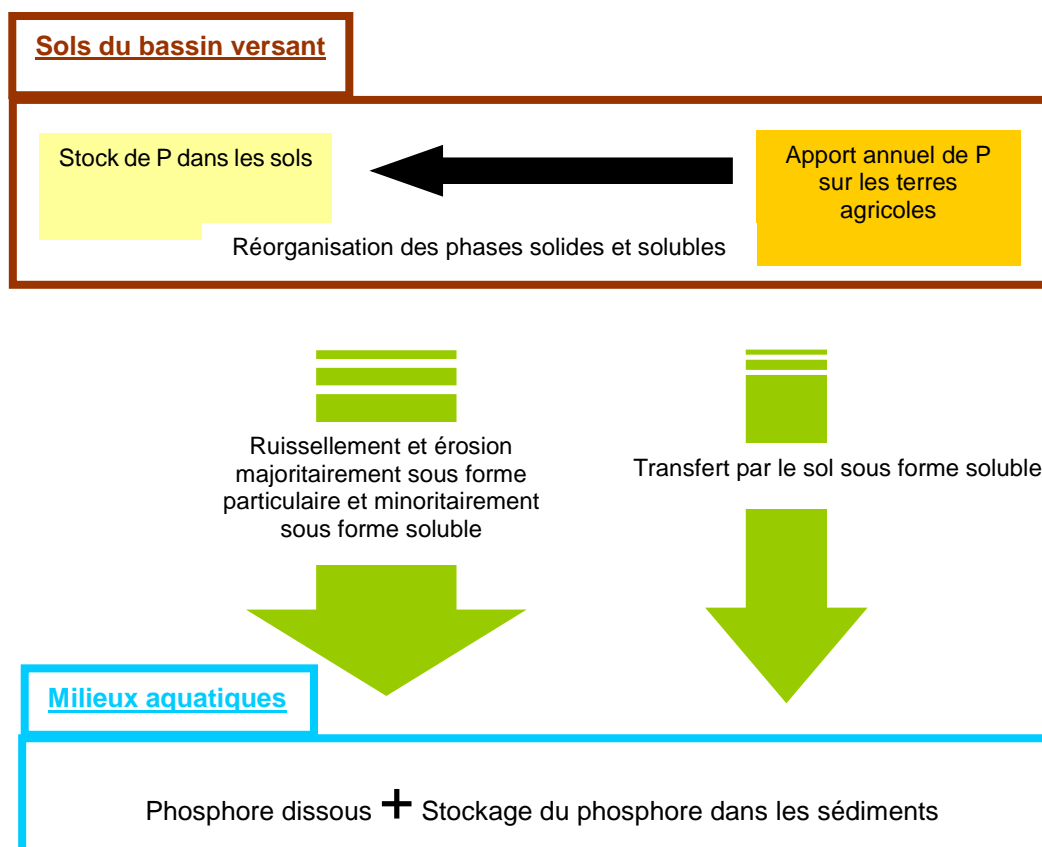 Sols du bassin versant
Stock de P dans les sols
Apport annuel de P
sur les terres
agricoles
Réorganisation des phases solides et solubles
Ruissellement et érosion
majoritairement sous forme
particulaire et minoritairement
sous forme soluble
Transfert par le sol sous forme soluble
Milieux aquatiques
Phosphore dissous + Stockage du phosphore dans les sédiments